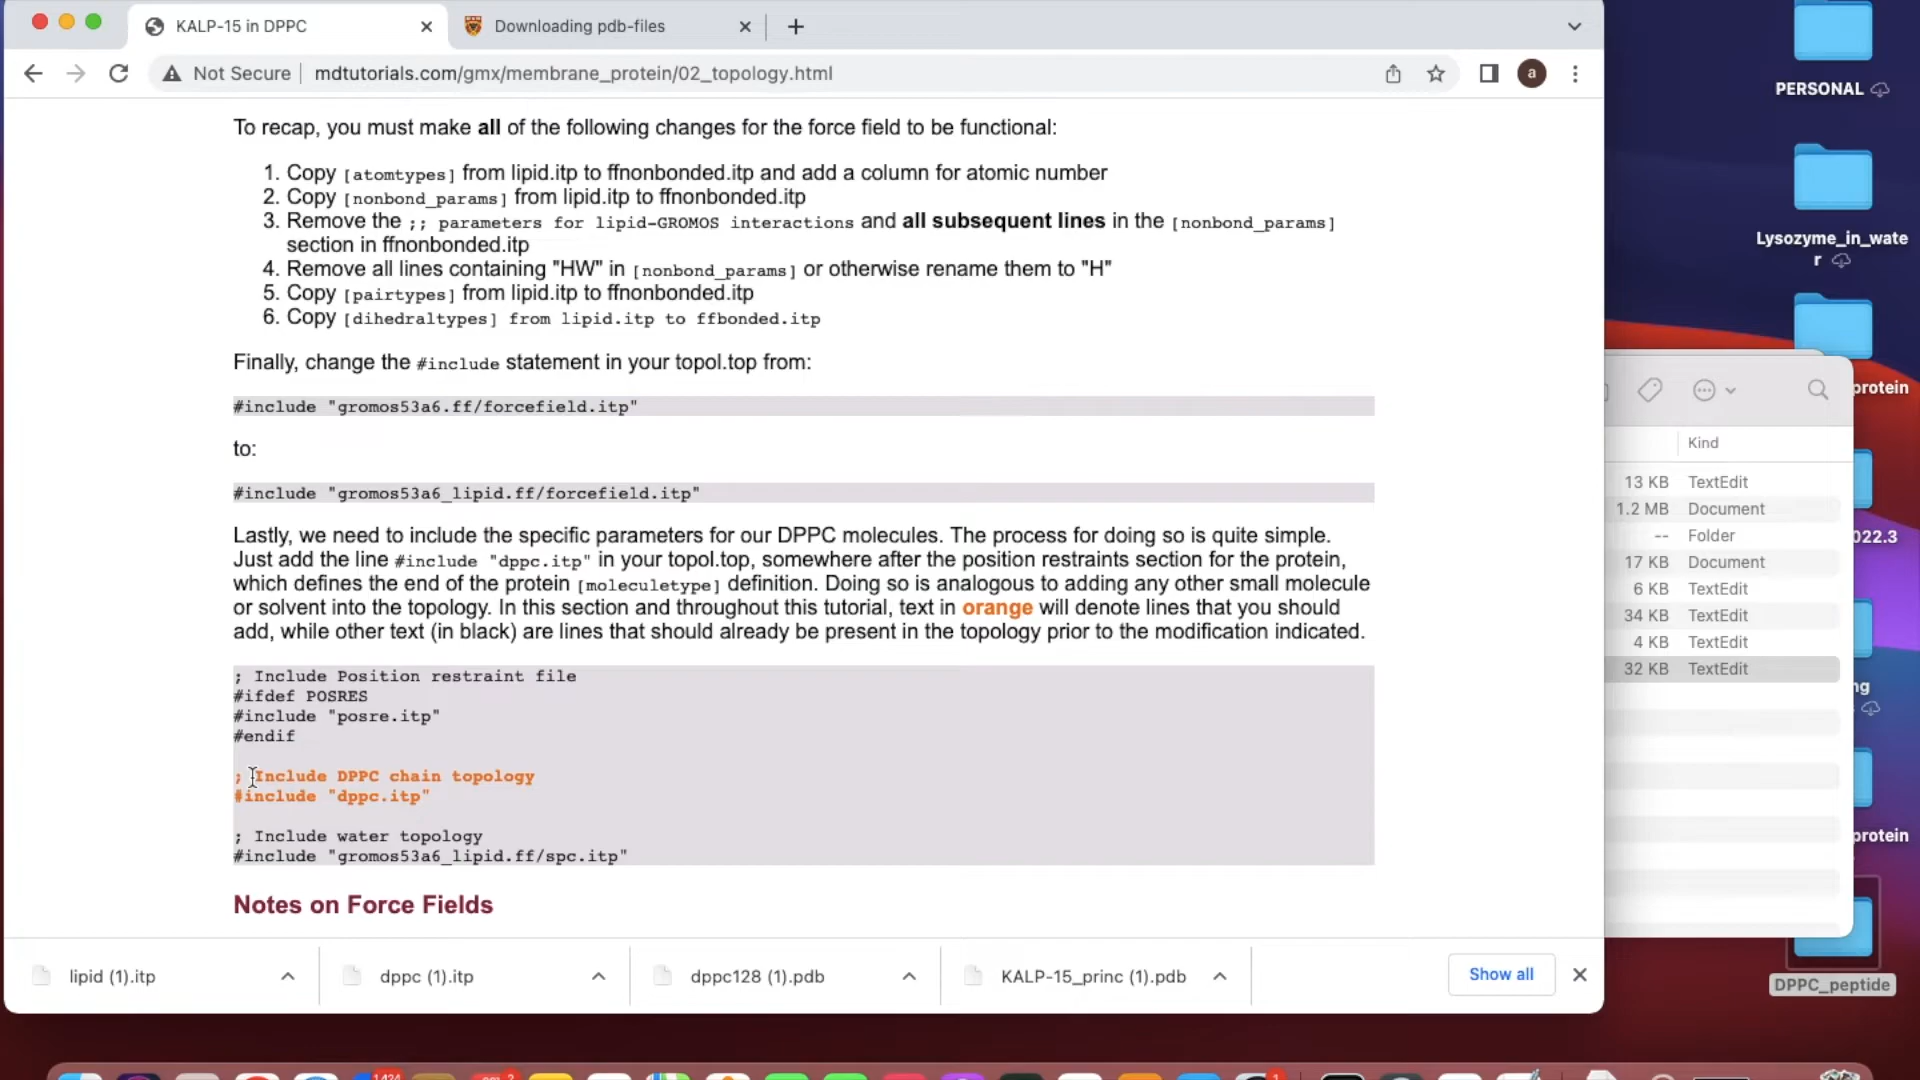 KALP-15 in DPPC
Downloading pdb-files
Not Secure
mdtutorials.com/gmx/membrane_protein/02_topology.html
a
To recap, you must make all of the following changes for the force field to be functional:
1. Copy [atomtypes] from lipid.itp to ffnonbonded.itp and add a column for atomic number
2. Copy [nonbond_params] from lipid.itp to ffnonbonded.itp
3. Remove the ;; parameters for lipid-GROMOS interactions and all subsequent lines in the [nonbond_params]
section in ffnonbonded.itp
4. Remove all lines containing "HW" in [nonbond_params] or otherwise rename them to "H"
5. Copy [pairtypes] from lipid.itp to ffnonbonded.itp
6. Copy [dihedraltypes] from lipid.itp to ffbonded.itp
Finally, change the #include statement in your topol.top from:
#include "gromos53a6.ff/forcefield.itp"
to:
#include "gromos53a6_lipid.ff/forcefield.itp"
Lastly, we need to include the specific parameters for our DPPC molecules. The process for doing so is quite simple.
Just add the line #include "dppc.itp" in your topol.top, somewhere after the position restraints section for the protein,
which defines the end of the protein [moleculetype] definition. Doing so is analogous to adding any other small molecule
or solvent into the topology. In this section and throughout this tutorial, text in orange will denote lines that you should
add, while other text (in black) are lines that should already be present in the topology prior to the modification indicated.
; Include Position restraint file
#ifdef POSRES
#include "posre.itp"
#endif
; Include DPPC chain topology
#include "dppc.itp"
; Include water topology
#include "gromos53a6_lipid.ff/spc.itp"
Notes on Force Fields
lipid (1).itp
dppc (1).itp
dppc128 (1).pdb
KALP-15_princ (1).pdb
Show all
Kind
13 KB TextEdit
1.2 MB Document
-- Folder
17 KB Document
6 KB TextEdit
34 KB TextEdit
4 KB TextEdit
32 KB TextEdit
PERSONAL
Lysozyme_in_wate
r
protein
022.3
ng
protein
DPPC_peptide